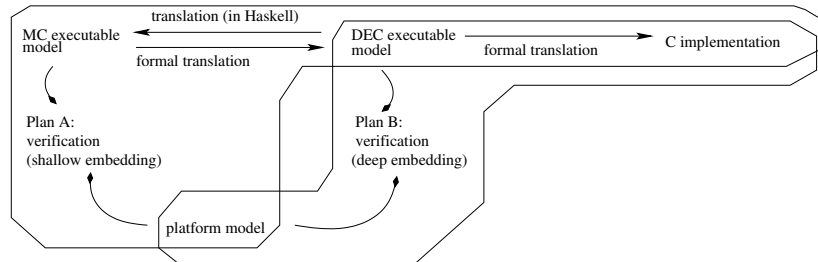 translation (in Haskell)
MC executable
model
formal translation
DEC executable
model
formal translation
C implementation
Plan A:
verification
(shallow embedding)
Plan B:
verification
(deep embedding)
platform model